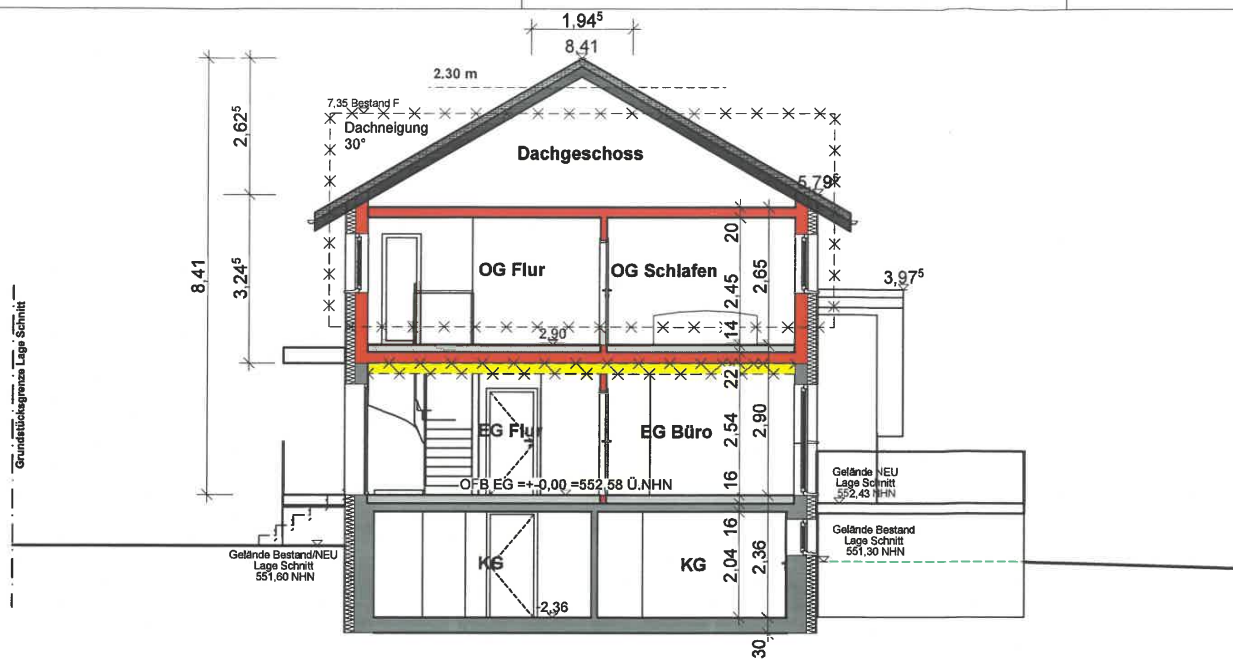 1,94⁵
8,41
2.30 m
7,35 Bestand F
Dachneigung
30°
2,62⁵
Dachgeschoss
5,79⁵
8,41
3,24⁵
OG Flur
OG Schlafen
20
2,45
2,65
14
3,97⁵
2,90
22
EG Flur
EG Büro
2,54
2,90
16
OFB EG =+-0,00 =552,58 Ü.NHN
Grundstücksgrenze Lage Schnitt
Gelände NEU
Lage Schnitt
552,43 NHN
Gelände Bestand
Lage Schnitt
551,30 NHN
Gelände Bestand/NEU
Lage Schnitt
551,60 NHN
KG
KG
16
2,04
2,36
-2,36
30